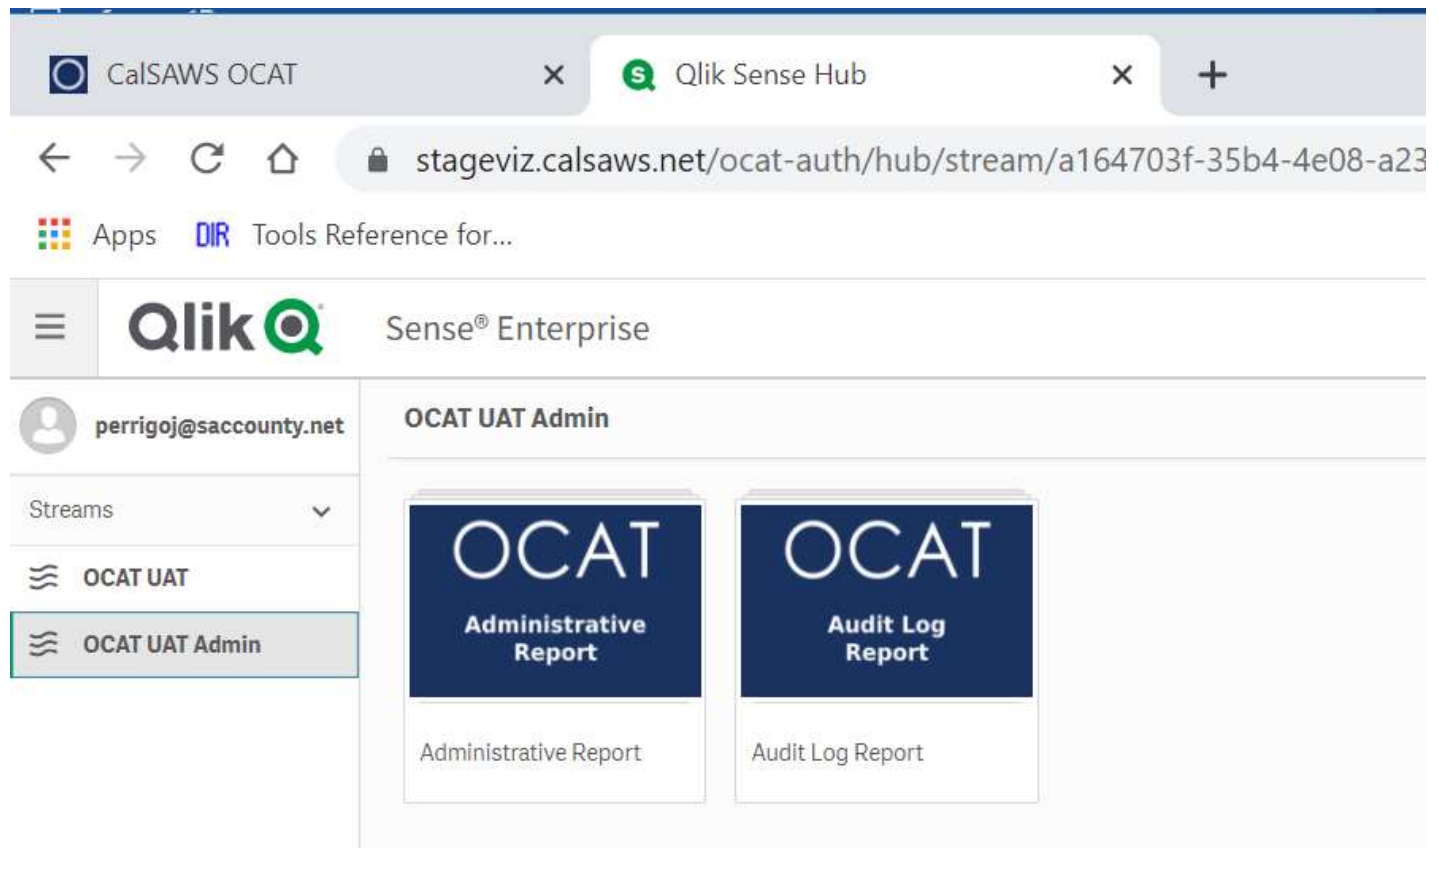 CalSAWS OCAT
Qlik Sense Hub
stageviz.calsaws.net/ocat-auth/hub/stream/a164703f-35b4-4e08-a23
Apps
DIR Tools Reference for...
Qlik
Sense® Enterprise
perrigoj@saccounty.net
OCAT UAT Admin
Streams
OCAT UAT
OCAT UAT Admin
OCAT
Administrative
Report
Administrative Report
OCAT
Audit Log
Report
Audit Log Report